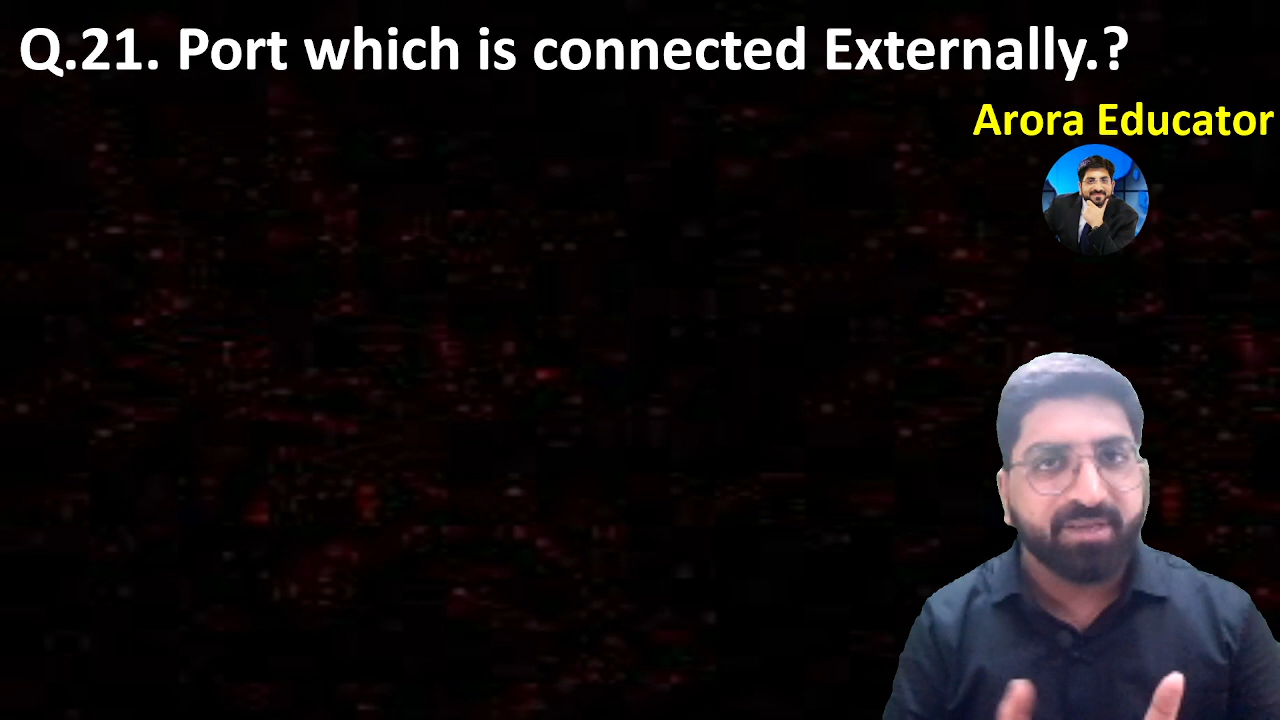 Q.21. Port which is connected Externally.?
Arora Educator